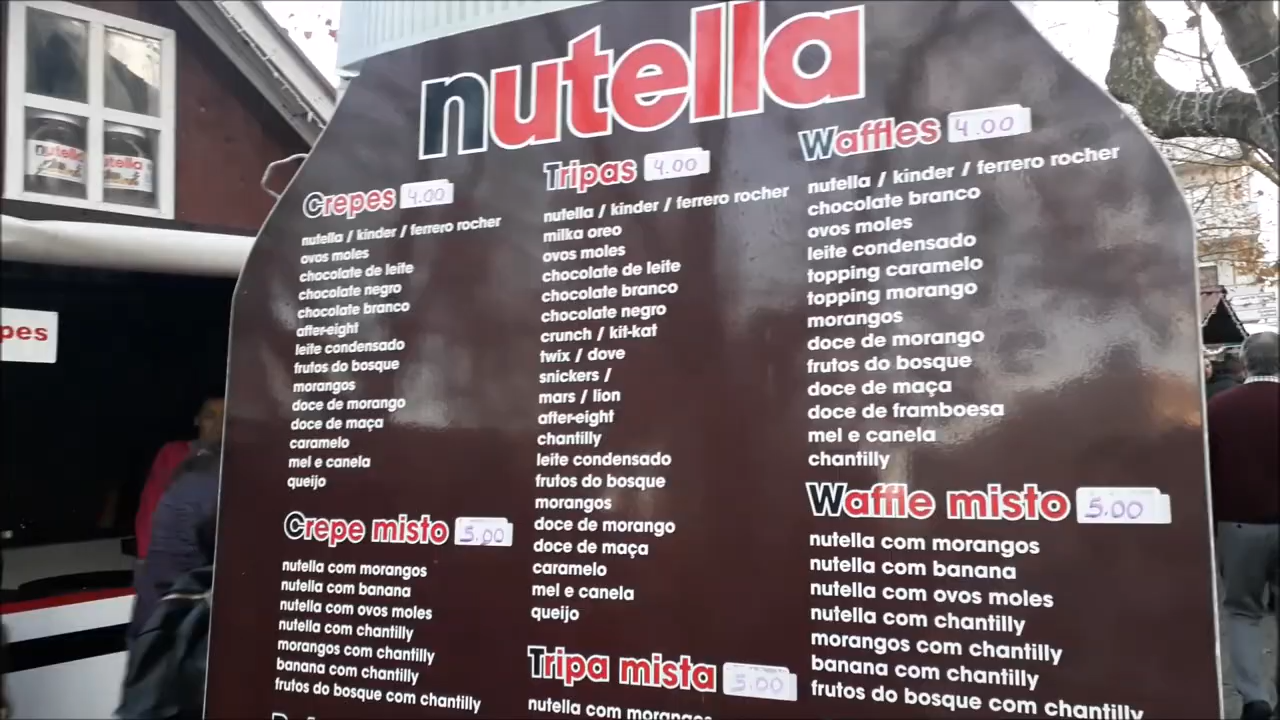 nutella
nutella nutella
pes
Crepes 4.00
nutella / kinder / ferrero rocher
ovos moles
chocolate de leite
chocolate negro
chocolate branco
after-eight
leite condensado
frutos do bosque
morangos
doce de morango
doce de maça
caramelo
mel e canela
queijo
Crepe misto 5.00
nutella com morangos
nutella com banana
nutella com ovos moles
nutella com chantilly
morangos com chantilly
banana com chantilly
frutos do bosque com chantilly
Tripas 4.00
nutella / kinder / ferrero rocher
milka oreo
ovos moles
chocolate de leite
chocolate branco
chocolate negro
crunch / kit-kat
twix / dove
snickers /
mars / lion
after-eight
chantilly
leite condensado
frutos do bosque
morangos
doce de morango
doce de maça
caramelo
mel e canela
queijo
Tripa mista 5.00
nutella com morangos
Waffles 4.00
nutella / kinder / ferrero rocher
chocolate branco
ovos moles
leite condensado
topping caramelo
topping morango
morangos
doce de morango
frutos do bosque
doce de maça
doce de framboesa
mel e canela
chantilly
Waffle misto 5.00
nutella com morangos
nutella com banana
nutella com ovos moles
nutella com chantilly
morangos com chantilly
banana com chantilly
frutos do bosque com chantilly